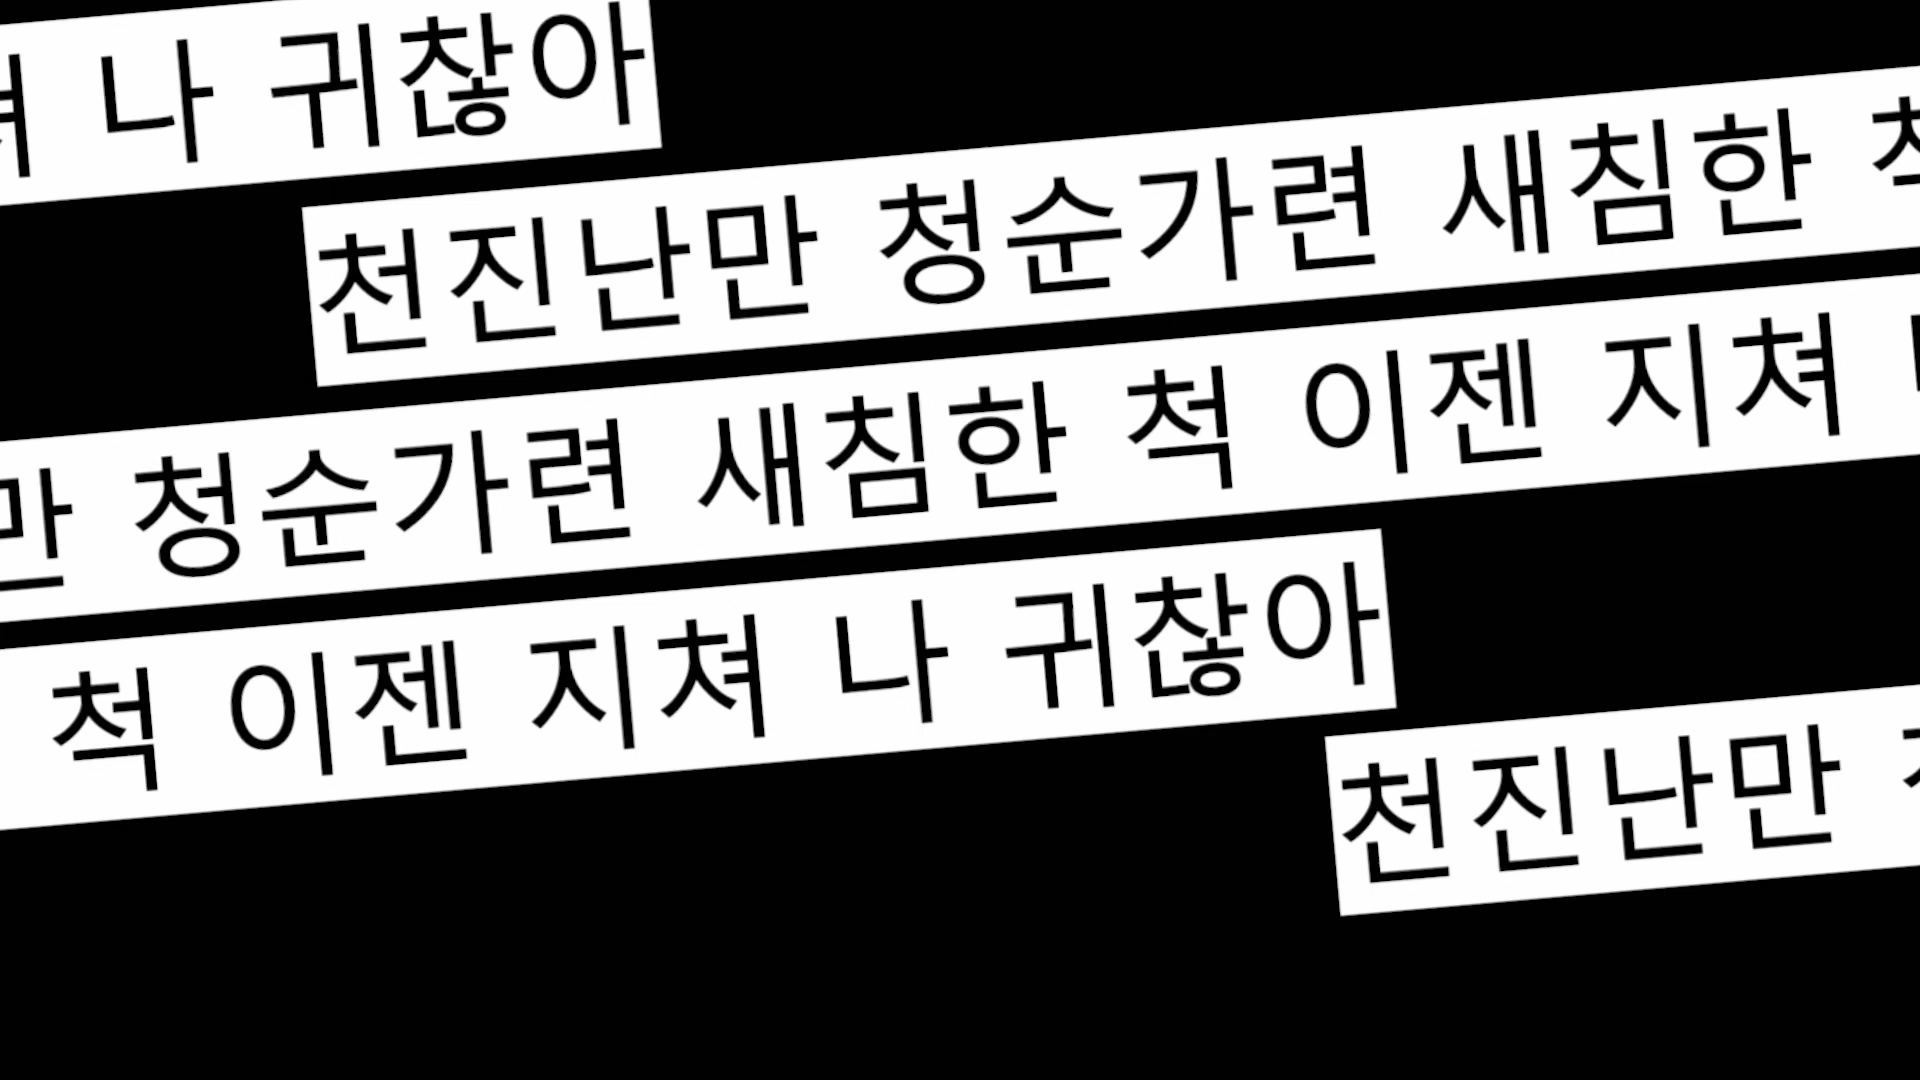 나 귀찮아
천진난만 청순가련 새침한
청순가련 새침한 척 이젠 지쳐
척 이젠 지쳐 나 귀찮아
천진난만